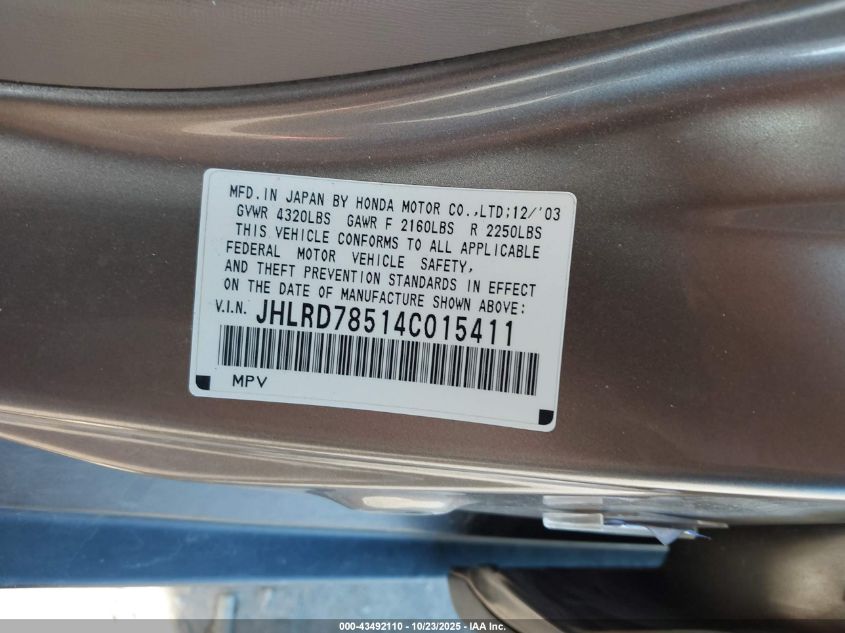 MFD.IN JAPAN BY HONDA MOTOR CO.,LTD;12/'03
GVWR 4320LBS GAWR F 2160LBS R 2250LBS
THIS VEHICLE CONFORMS TO ALL APPLICABLE
FEDERAL MOTOR VEHICLE SAFETY,
AND THEFT PREVENTION STANDARDS IN EFFECT
ON THE DATE OF MANUFACTURE SHOWN ABOVE:
V.I.N. JHLRD78514C015411
MPV
000-43492110 - 10/23/2025 - IAA Inc.